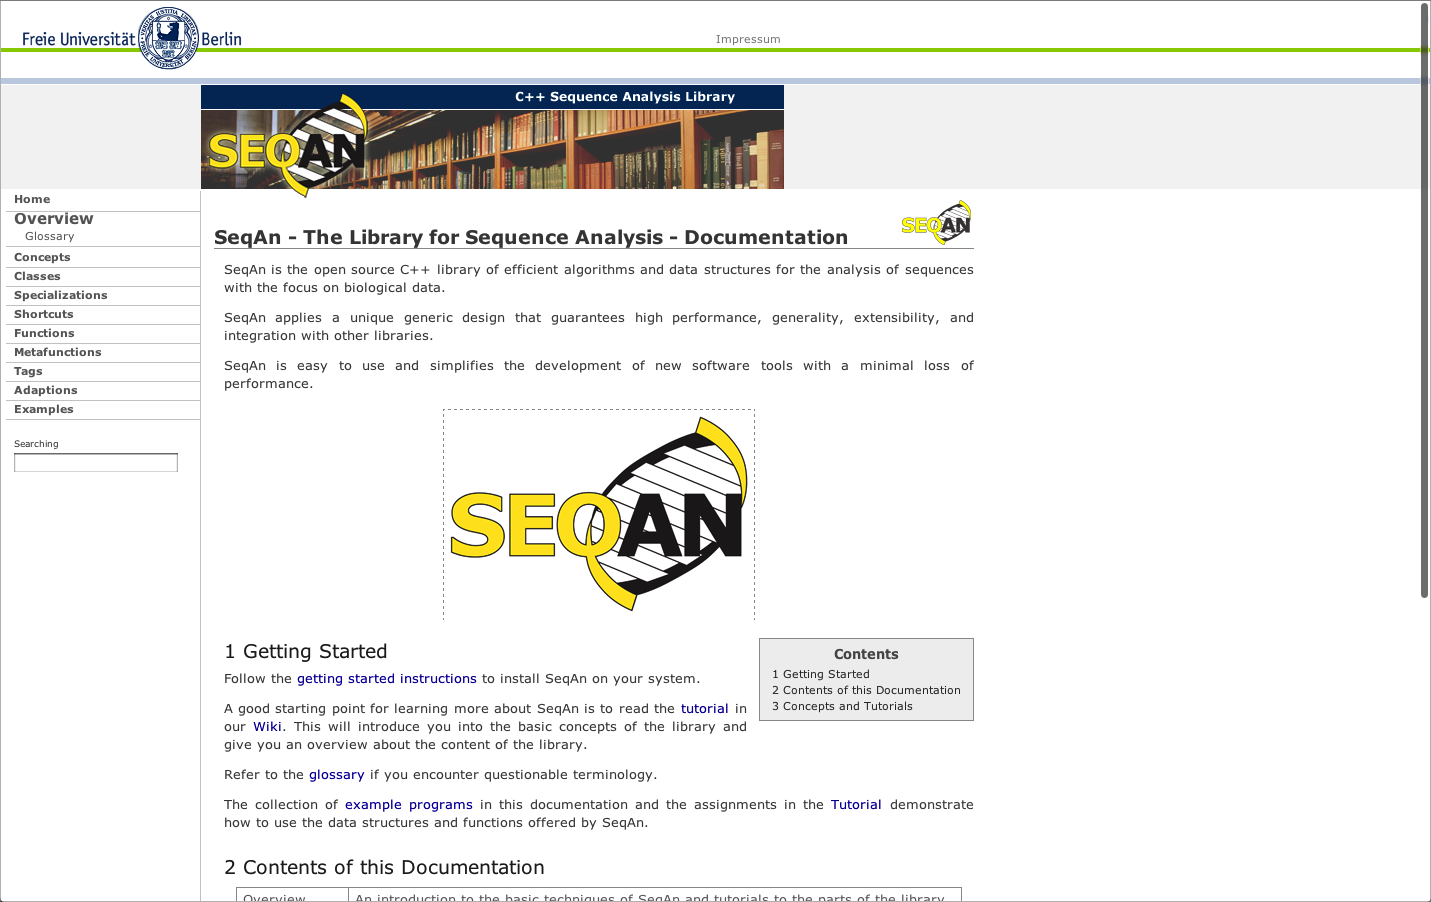 Freie Universität Berlin
Impressum
C++ Sequence Analysis Library
SEQAN
Home
Overview
Glossary
Concepts
Classes
Specializations
Shortcuts
Functions
Metafunctions
Tags
Adaptions
Examples
Searching
SEQAN
SeqAn - The Library for Sequence Analysis - Documentation
SeqAn is the open source C++ library of efficient algorithms and data structures for the analysis of sequences
with the focus on biological data.
SeqAn applies a unique generic design that guarantees high performance, generality, extensibility, and
integration with other libraries.
SeqAn is easy to use and simplifies the development of new software tools with a minimal loss of
performance.
SEQAN
1 Getting Started
Follow the getting started instructions to install SeqAn on your system.
A good starting point for learning more about SeqAn is to read the tutorial in
our Wiki. This will introduce you into the basic concepts of the library and
give you an overview about the content of the library.
Refer to the glossary if you encounter questionable terminology.
The collection of example programs in this documentation and the assignments in the Tutorial demonstrate
how to use the data structures and functions offered by SeqAn.
Contents
1 Getting Started
2 Contents of this Documentation
3 Concepts and Tutorials
2 Contents of this Documentation
Overview An introduction to the basic techniques of SeqAn and tutorials to the parts of the library